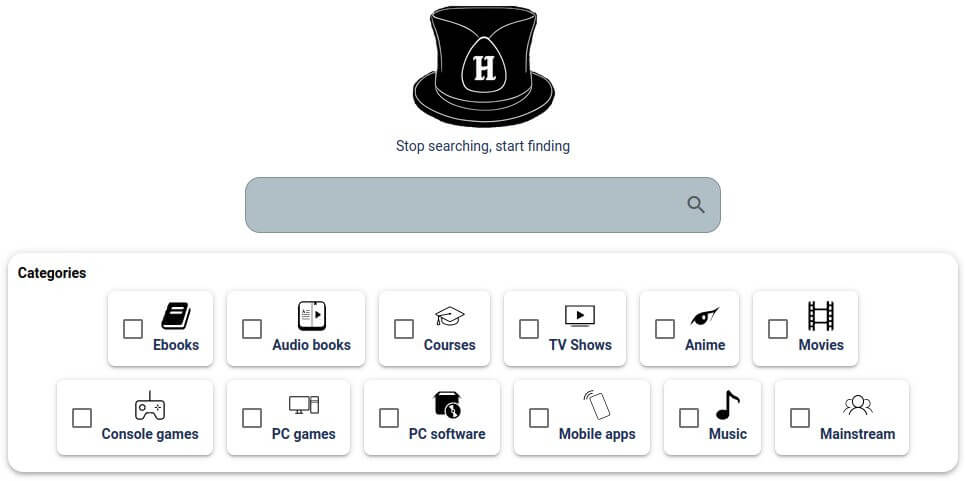 H
Stop searching, start finding
Categories
Ebooks
Audio books
Courses
TV Shows
Anime
Movies
Console games
PC games
PC software
Mobile apps
Music
Mainstream